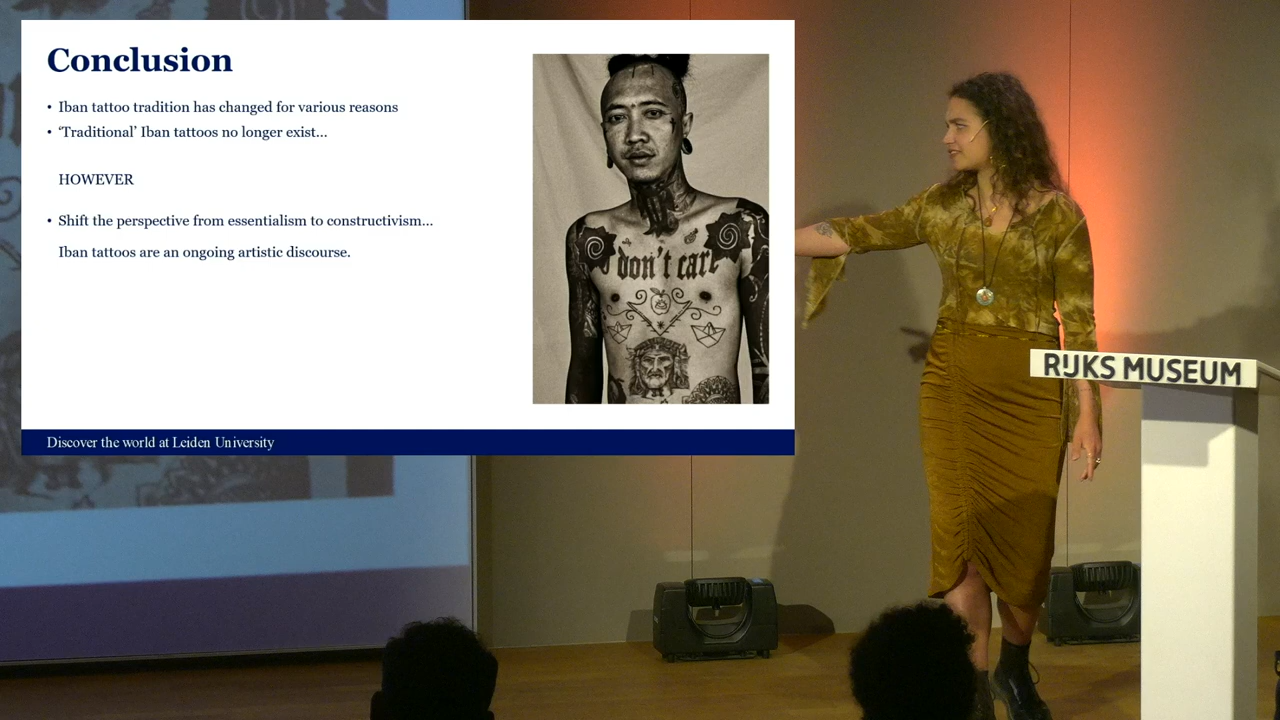 Conclusion
• Iban tattoo tradition has changed for various reasons
• ‘Traditional’ Iban tattoos no longer exist…
HOWEVER
• Shift the perspective from essentialism to constructivism…
Iban tattoos are an ongoing artistic discourse.
don't care
Discover the world at Leiden University
RIJKS MUSEUM